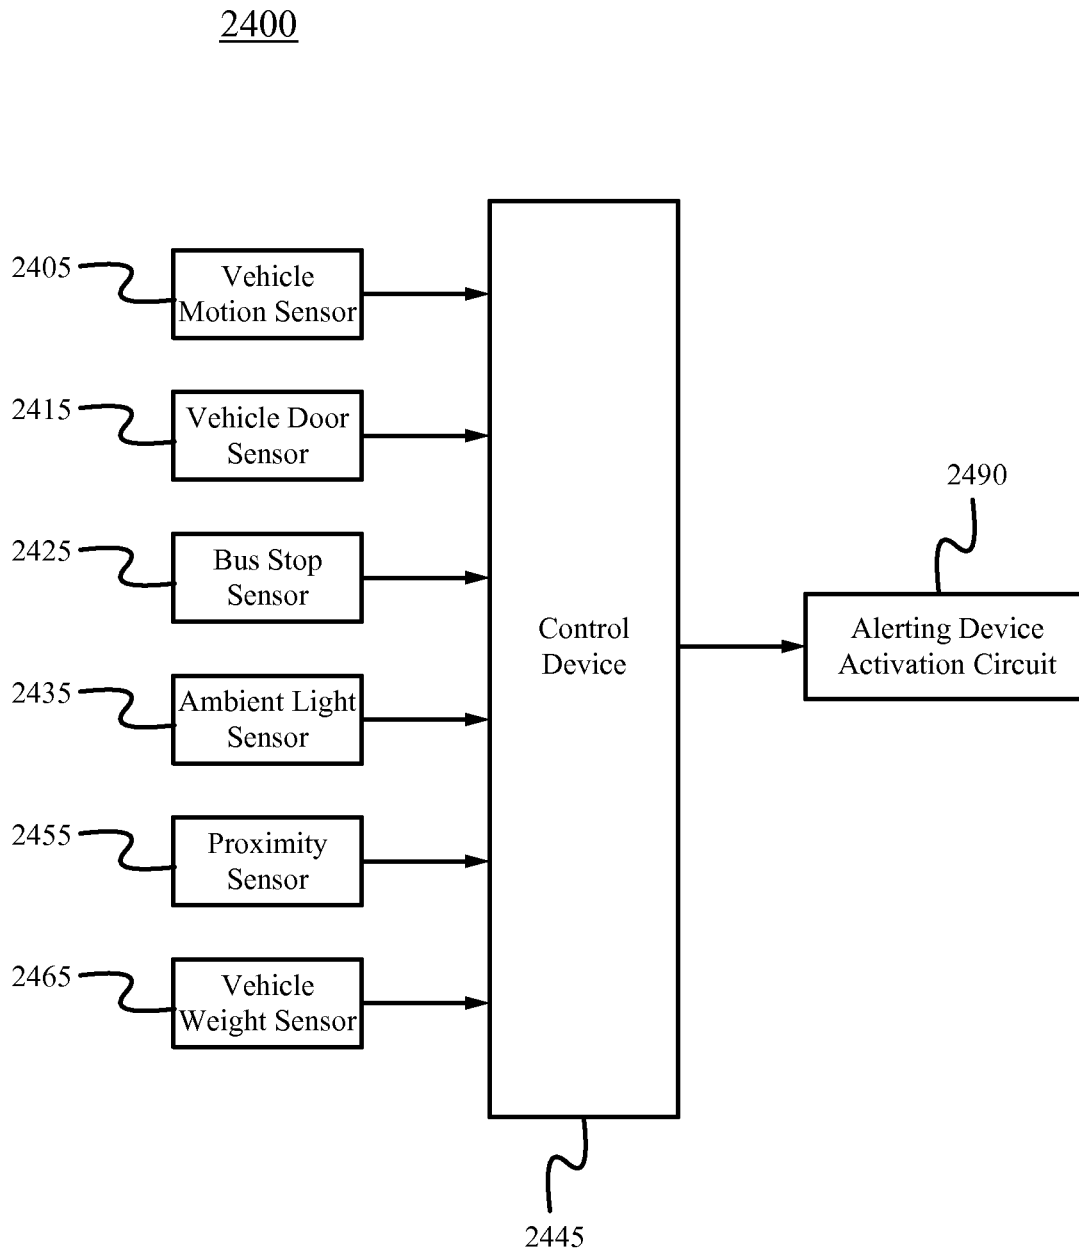 2400
2405
Vehicle
Motion Sensor
2415
Vehicle Door
Sensor
2425
Bus Stop
Sensor
2435
Ambient Light
Sensor
2455
Proximity
Sensor
2465
Vehicle
Weight Sensor
Control
Device
2445
2490
Alerting Device
Activation Circuit